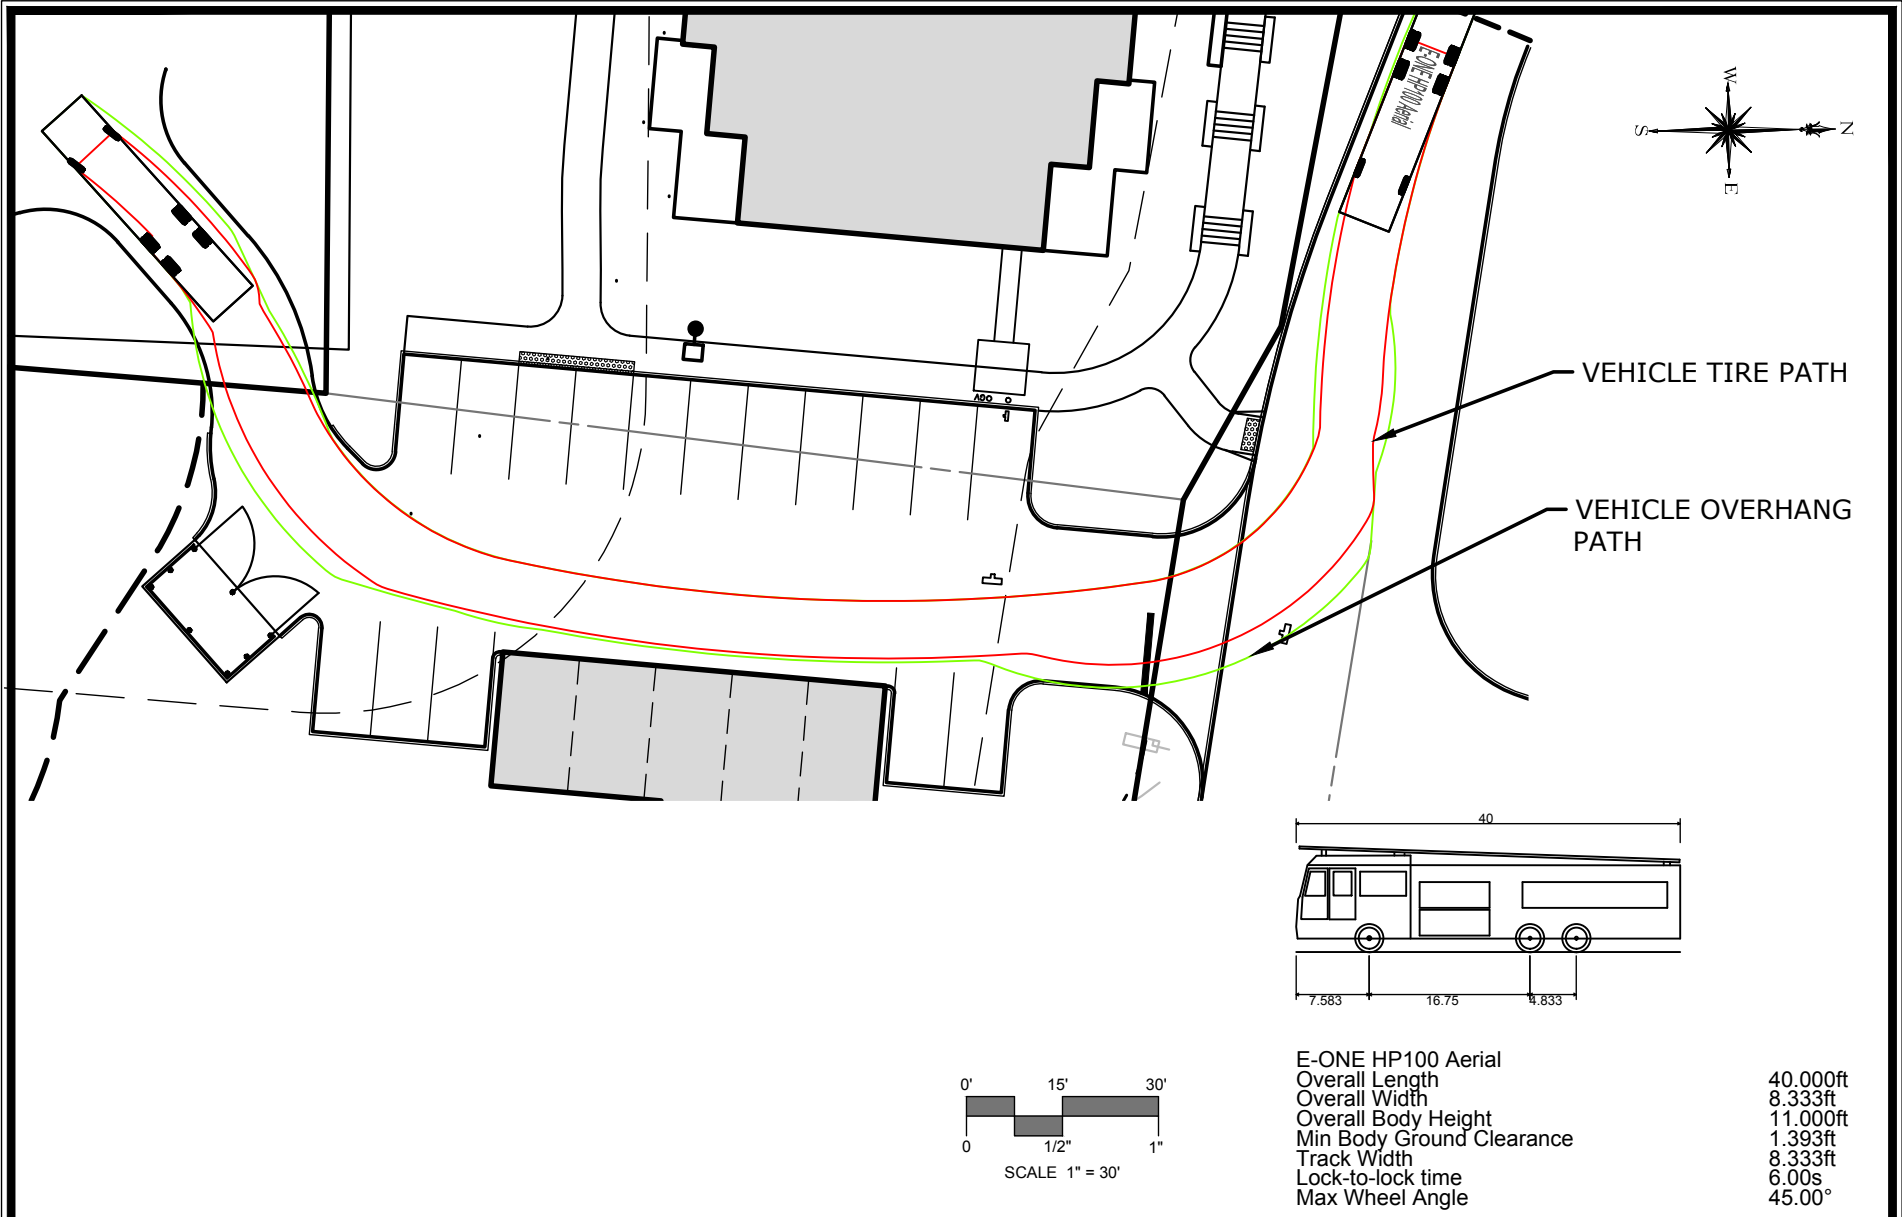 E-ONE HP100 Aerial
W
S
N
E
VEHICLE TIRE PATH
VEHICLE OVERHANG
PATH
40
7.583
16.75
4.833
0' 15' 30'
0 1/2" 1"
SCALE 1" = 30'
E-ONE HP100 Aerial
Overall Length 40.000ft
Overall Width 8.333ft
Overall Body Height 11.000ft
Min Body Ground Clearance 1.393ft
Track Width 8.333ft
Lock-to-lock time 6.00s
Max Wheel Angle 45.00°